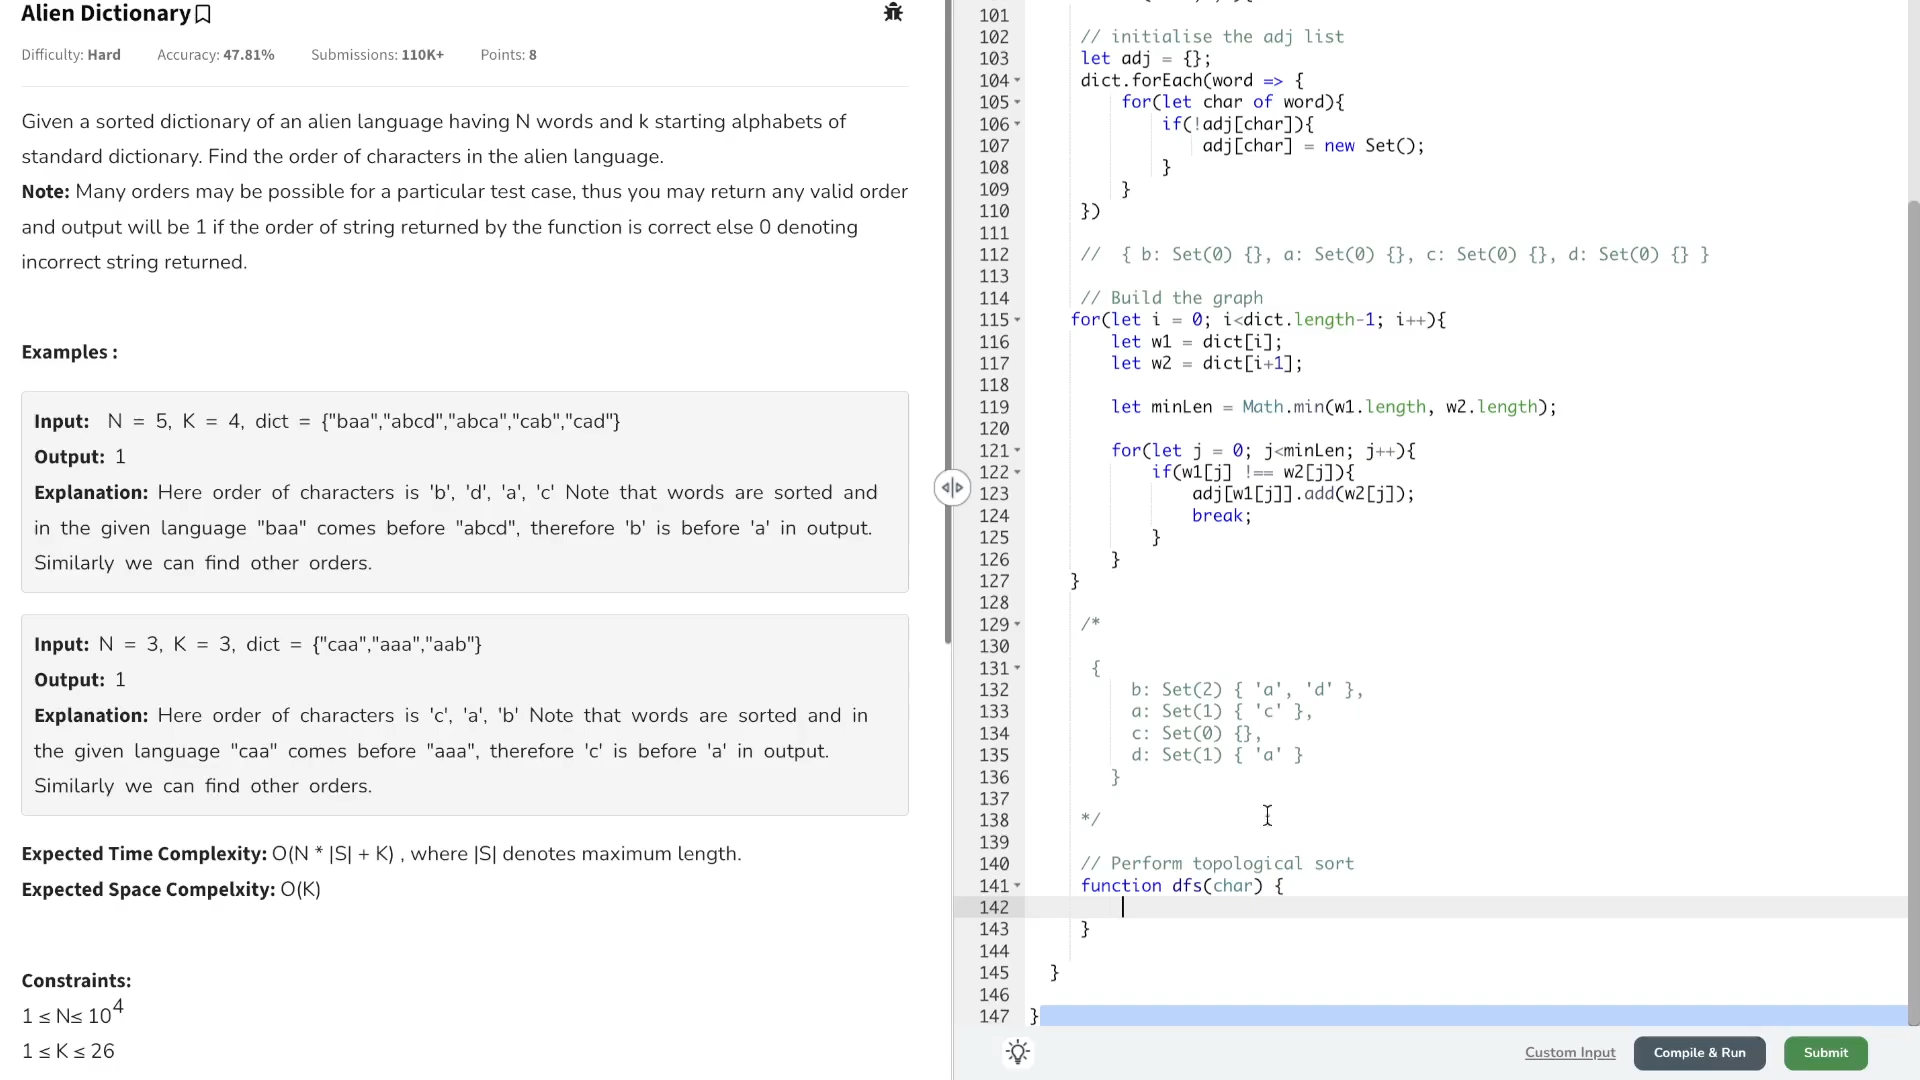 Alien Dictionary
Difficulty: Hard Accuracy: 47.81% Submissions: 110K+ Points: 8
Given a sorted dictionary of an alien language having N words and k starting alphabets of
standard dictionary. Find the order of characters in the alien language.
Note: Many orders may be possible for a particular test case, thus you may return any valid order
and output will be 1 if the order of string returned by the function is correct else 0 denoting
incorrect string returned.
Examples :
Input: N = 5, K = 4, dict = {"baa","abcd","abca","cab","cad"}
Output: 1
Explanation: Here order of characters is 'b', 'd', 'a', 'c' Note that words are sorted and
in the given language "baa" comes before "abcd", therefore 'b' is before 'a' in output.
Similarly we can find other orders.
Input: N = 3, K = 3, dict = {"caa","aaa","aab"}
Output: 1
Explanation: Here order of characters is 'c', 'a', 'b' Note that words are sorted and in
the given language "caa" comes before "aaa", therefore 'c' is before 'a' in output.
Similarly we can find other orders.
Expected Time Complexity: O(N * |S| + K) , where |S| denotes maximum length.
Expected Space Compelxity: O(K)
Constraints:
1 ≤ N≤ 10^4
1 ≤ K ≤ 26
101
102 // initialise the adj list
103 let adj = {};
104 dict.forEach(word => {
105 for(let char of word){
106 if(!adj[char]){
107 adj[char] = new Set();
108 }
109 }
110 })
111
112 // { b: Set(0) {}, a: Set(0) {}, c: Set(0) {}, d: Set(0) {} }
113
114 // Build the graph
115 for(let i = 0; i<dict.length-1; i++){
116 let w1 = dict[i];
117 let w2 = dict[i+1];
118
119 let minLen = Math.min(w1.length, w2.length);
120
121 for(let j = 0; j<minLen; j++){
122 if(w1[j] !== w2[j]){
123 adj[w1[j]].add(w2[j]);
124 break;
125 }
126 }
127 }
128
129 /*
130
131 {
132 b: Set(2) { 'a', 'd' },
133 a: Set(1) { 'c' },
134 c: Set(0) {},
135 d: Set(1) { 'a' }
136 }
137
138 */
139
140 // Perform topological sort
141 function dfs(char) {
142
143 }
144
145 }
146
147 }
Custom Input Compile & Run Submit